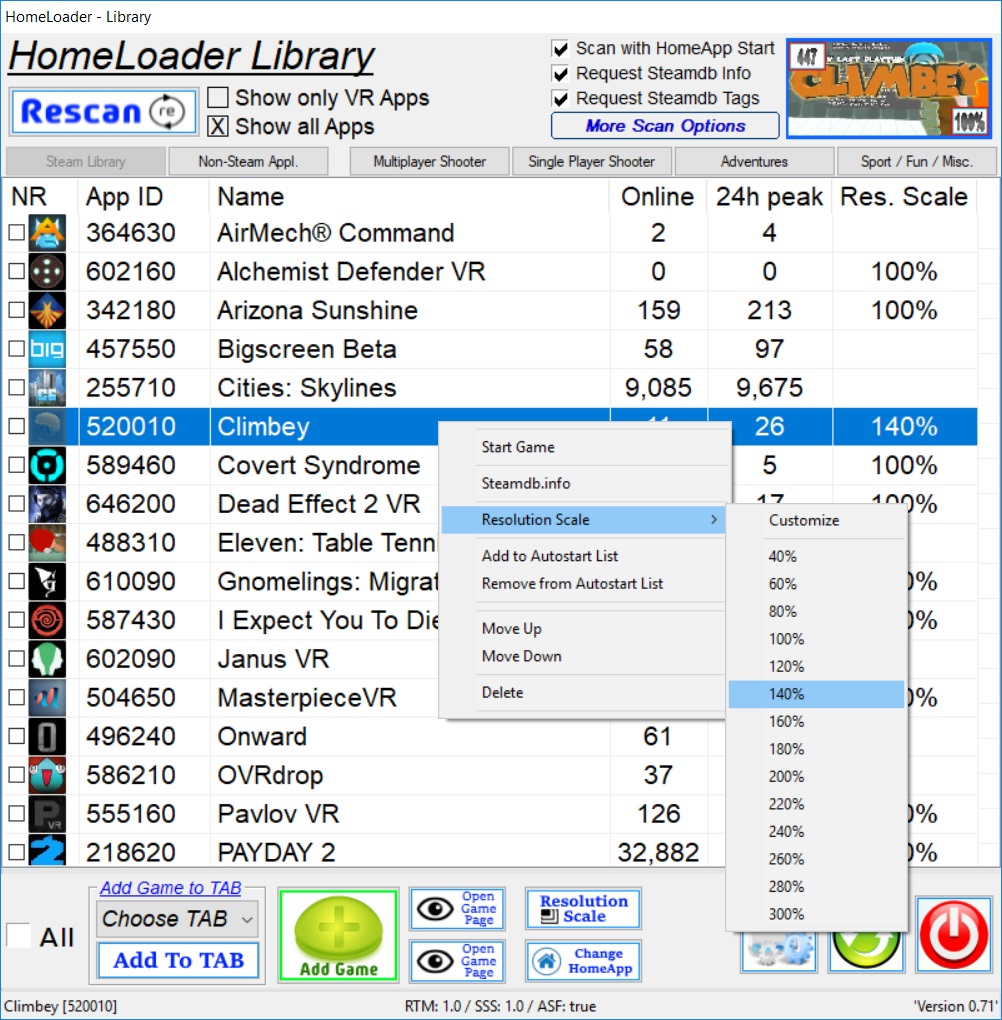 HomeLoader - Library
HomeLoader Library
Rescan re
Show only VR Apps
X Show all Apps
Scan with HomeApp Start
Request Steamdb Info
Request Steamdb Tags
More Scan Options
447
CLIMBEY
100%
Steam Library Non-Steam Appl. Multiplayer Shooter Single Player Shooter Adventures Sport / Fun / Misc.
NR App ID Name Online 24h peak Res. Scale
364630 AirMech® Command 2 4
602160 Alchemist Defender VR 0 0 100%
342180 Arizona Sunshine 159 213 100%
big 457550 Bigscreen Beta 58 97
255710 Cities: Skylines 9,085 9,675
520010 Climbey 11 26 140%
589460 Covert Syndrome 5 100%
646200 Dead Effect 2 VR 17 100%
488310 Eleven: Table Tenni
610090 Gnomelings: Migrat 0%
587430 I Expect You To Die 0%
602090 Janus VR
504650 MasterpieceVR 0%
496240 Onward 61
586210 OVRdrop 37
555160 Pavlov VR 126 0%
218620 PAYDAY 2 32,882 0%
Start Game
Steamdb.info
Resolution Scale
Add to Autostart List
Remove from Autostart List
Move Up
Move Down
Delete
Customize
40%
60%
80%
100%
120%
140%
160%
180%
200%
220%
240%
260%
280%
300%
All
Add Game to TAB
Choose TAB
Add To TAB
Add Game
Open
Game
Page
Open
Game
Page
Resolution
Scale
Change
HomeApp
Climbey [520010] RTM: 1.0 / SSS: 1.0 / ASF: true 'Version 0.71'